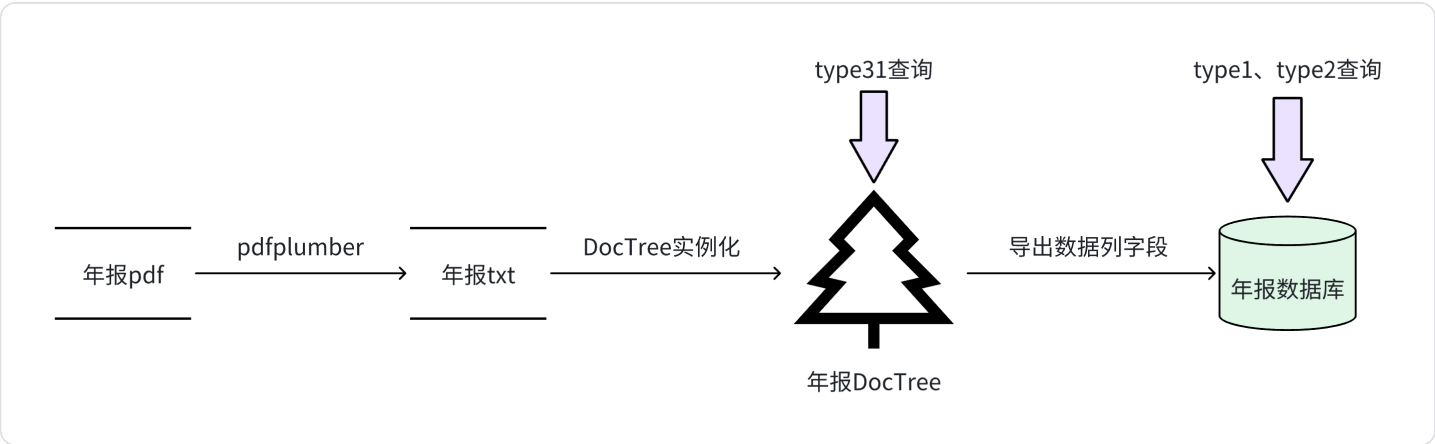 type31查询
type1、type2查询
年报pdf
pdfplumber
年报txt
DocTree实例化
导出数据列字段
年报数据库
年报DocTree